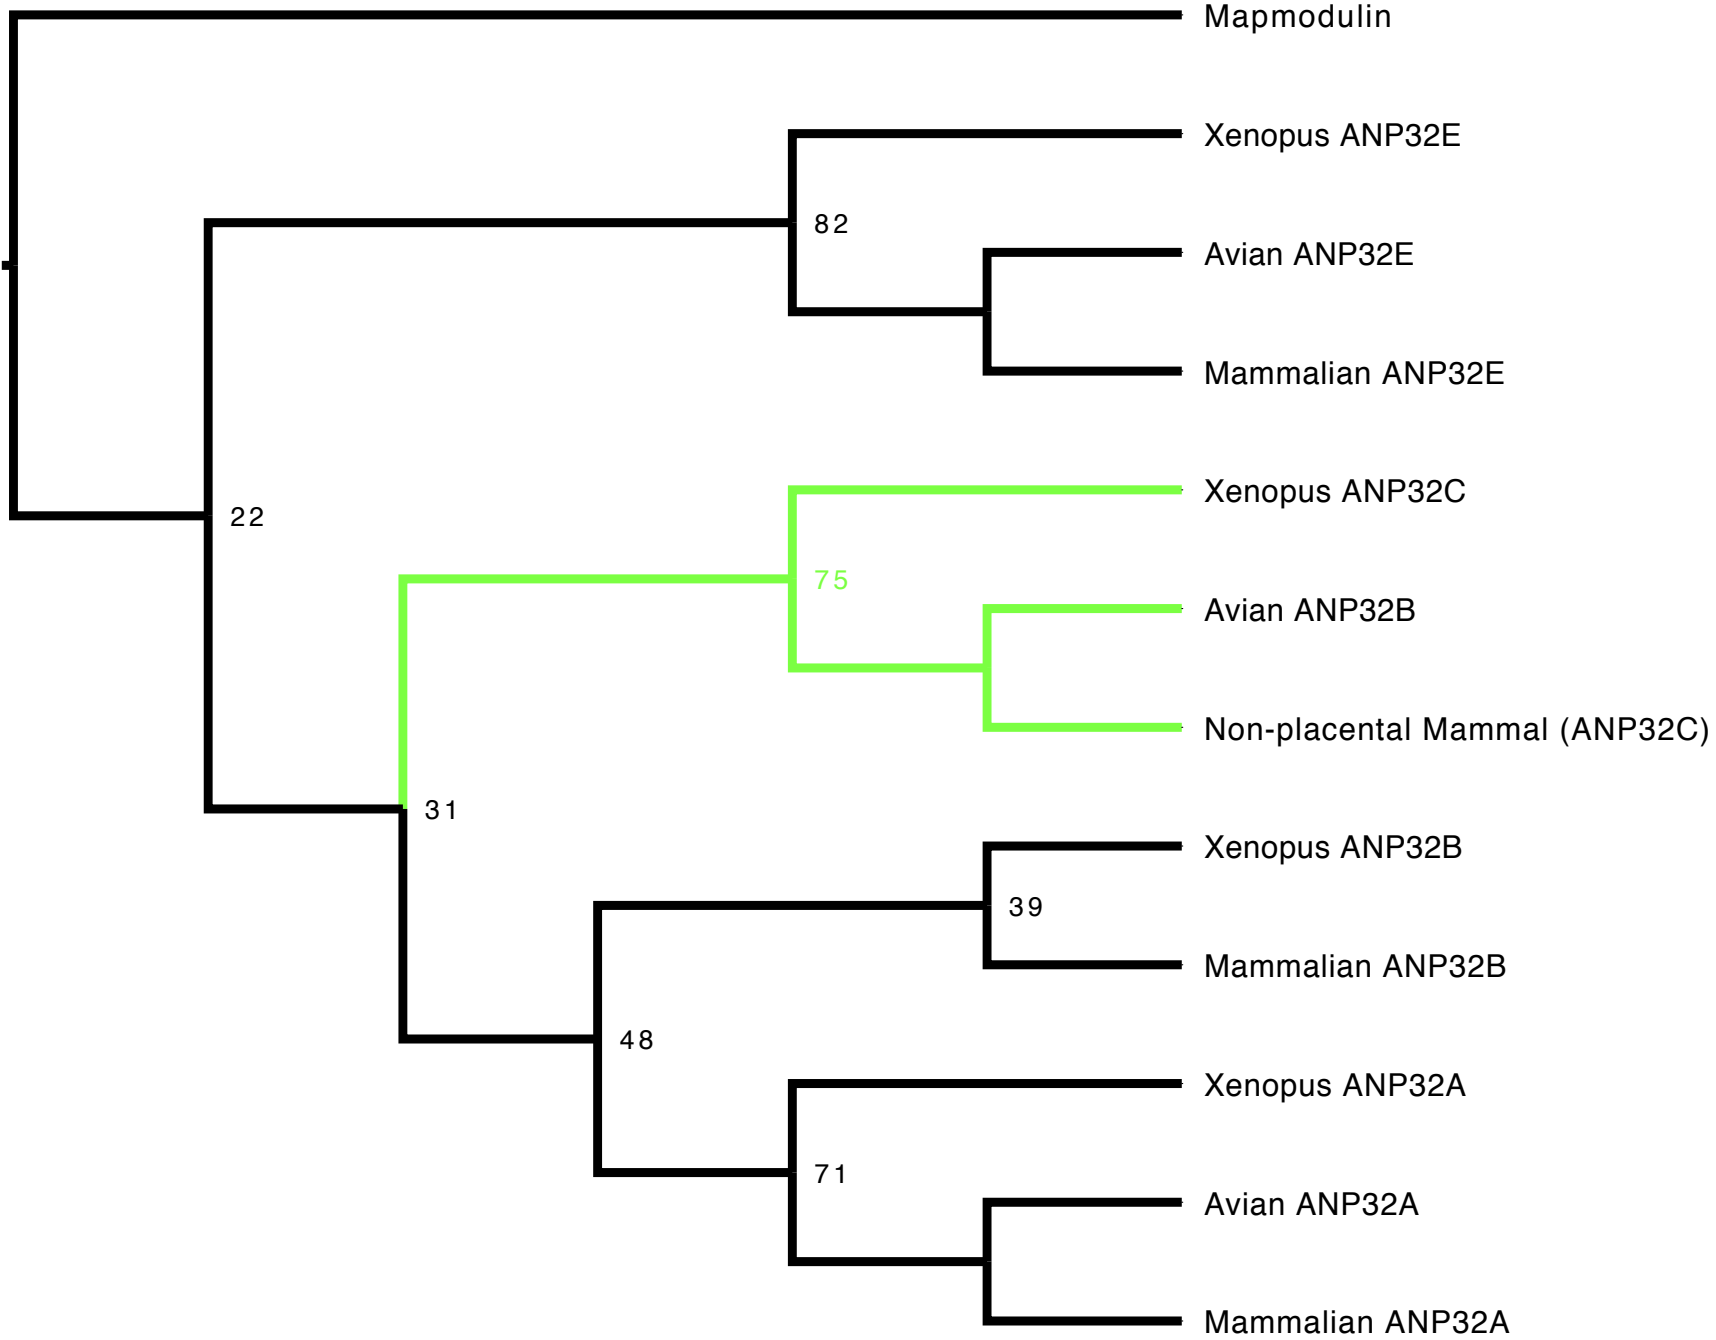 Mapmodulin
Xenopus ANP32E
82
Avian ANP32E
Mammalian ANP32E
Xenopus ANP32C
22
75
Avian ANP32B
Non-placental Mammal (ANP32C)
31
Xenopus ANP32B
39
Mammalian ANP32B
48
Xenopus ANP32A
71
Avian ANP32A
Mammalian ANP32A